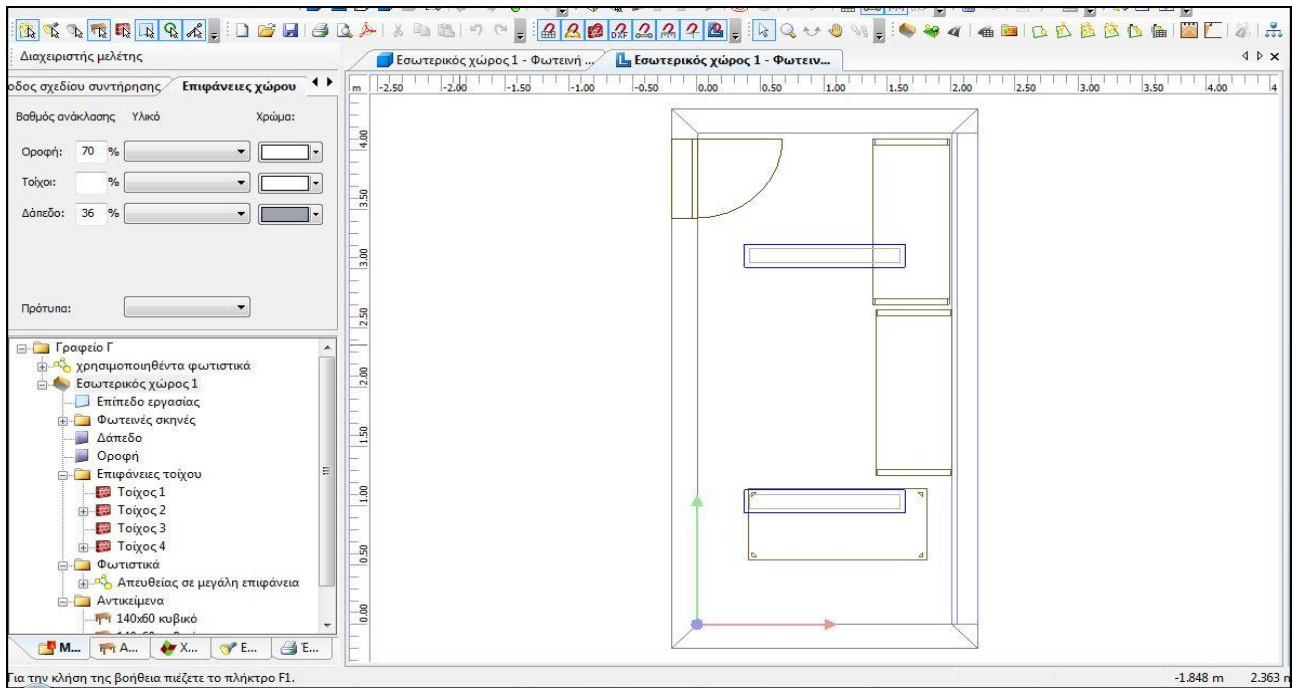 Διαχειριστής μελέτης
Εσωτερικός χώρος 1 - Φωτεινή ...
Εσωτερικός χώρος 1 - Φωτειν...
οδος σχεδίου συντήρησης
Επιφάνειες χώρου
Βαθμός ανάκλασης Υλικό Χρώμα:
Οροφή: 70 %
Τοίχοι: %
Δάπεδο: 36 %
Πρότυπα:
m -2.50 -2.00 -1.50 -1.00 -0.50 0.00 0.50 1.00 1.50 2.00 2.50 3.00 3.50 4.00 4
4.00
3.50
3.00
2.50
2.00
1.50
1.00
0.50
0.00
Γραφείο Γ
χρησιμοποιηθέντα φωτιστικά
Εσωτερικός χώρος 1
Επίπεδο εργασίας
Φωτεινές σκηνές
Δάπεδο
Οροφή
Επιφάνειες τοίχου
Τοίχος 1
Τοίχος 2
Τοίχος 3
Τοίχος 4
Φωτιστικά
Απευθείας σε μεγάλη επιφάνεια
Αντικείμενα
140x60 κυβικό
Μ... Α... Χ... Ε... Έ...
Για την κλήση της βοήθεια πιέζετε το πλήκτρο F1.
-1.848 m 2.363 m